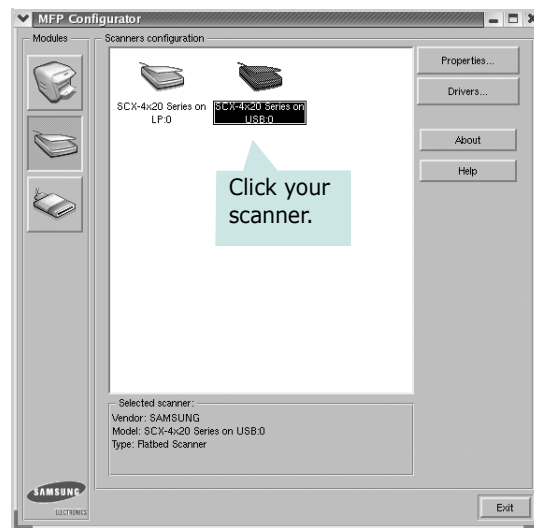 MFP Configurator
Modules
Scanners configuration
SCX-4x20 Series on
LP:0
SCX-4x20 Series on
USB:0
Click your
scanner.
Properties...
Drivers...
About
Help
Selected scanner:
Vendor: SAMSUNG
Model: SCX-4x20 Series on USB:0
Type: Flatbed Scanner
SAMSUNG
ELECTRONICS
Exit